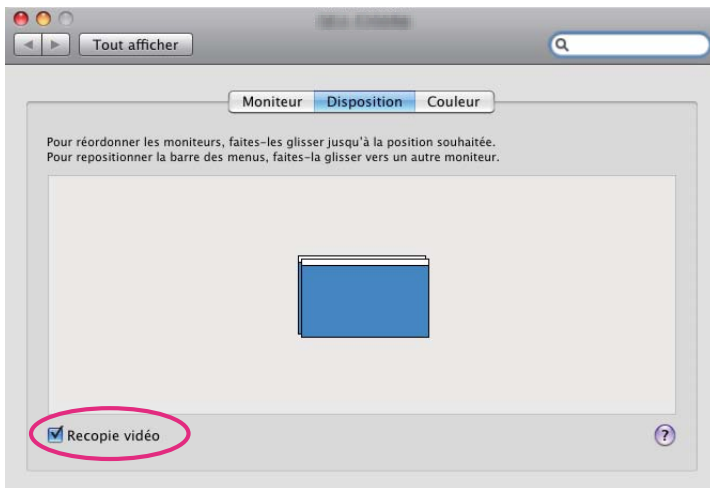 Tout afficher
Moniteur Disposition Couleur
Pour réordonner les moniteurs, faites-les glisser jusqu'à la position souhaitée.
Pour repositionner la barre des menus, faites-la glisser vers un autre moniteur.
Recopie vidéo
?